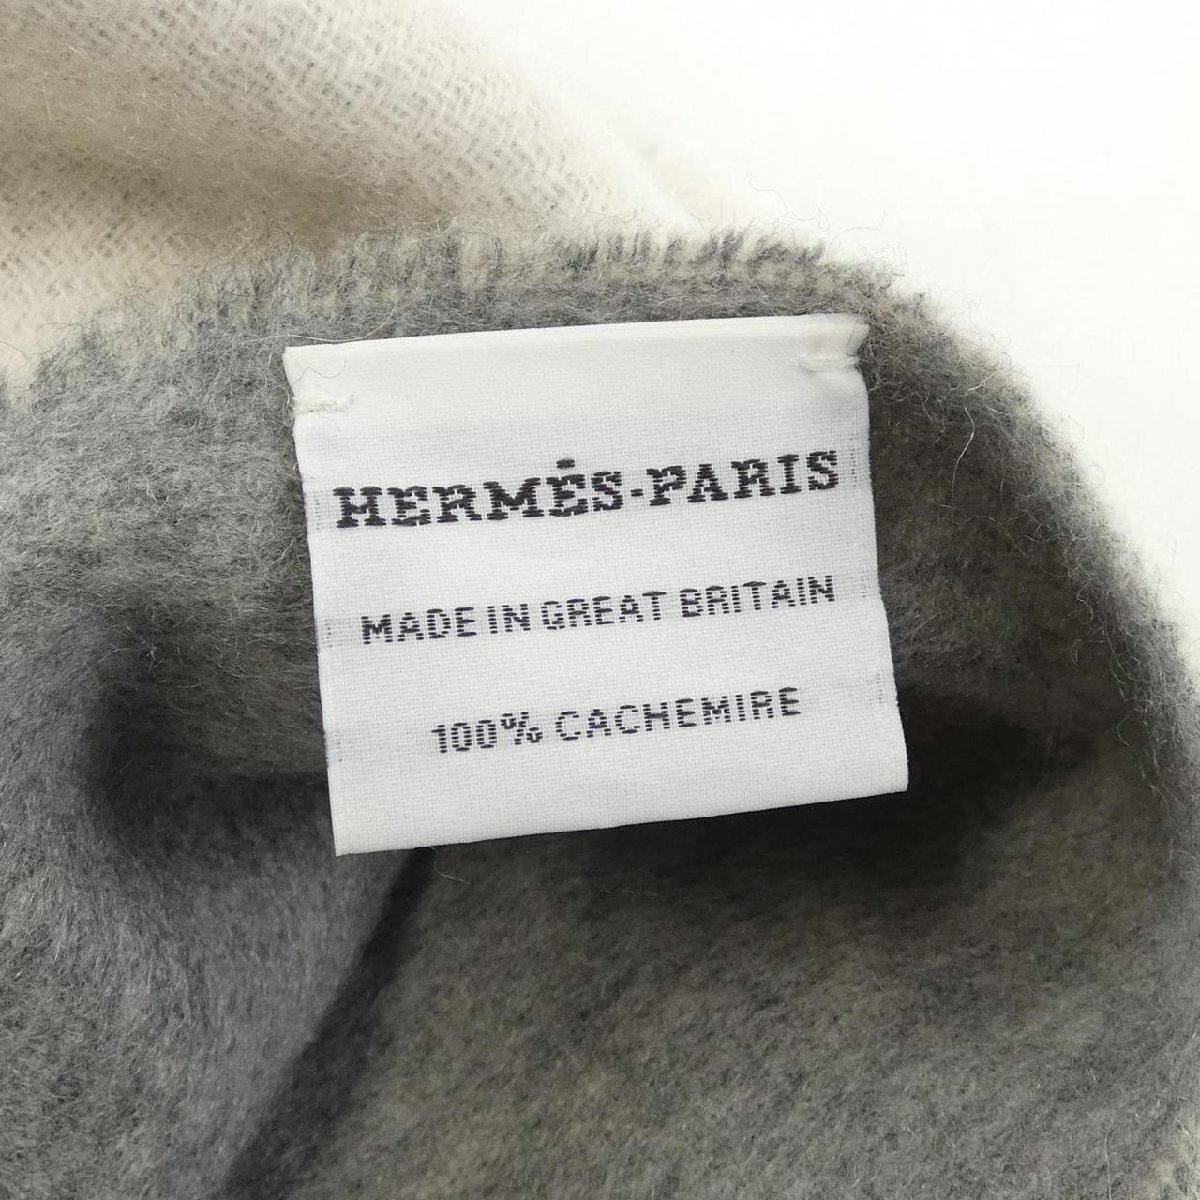 HERMÈS·PARIS
MADE IN GREAT BRITAIN
100% CACHEMIRE